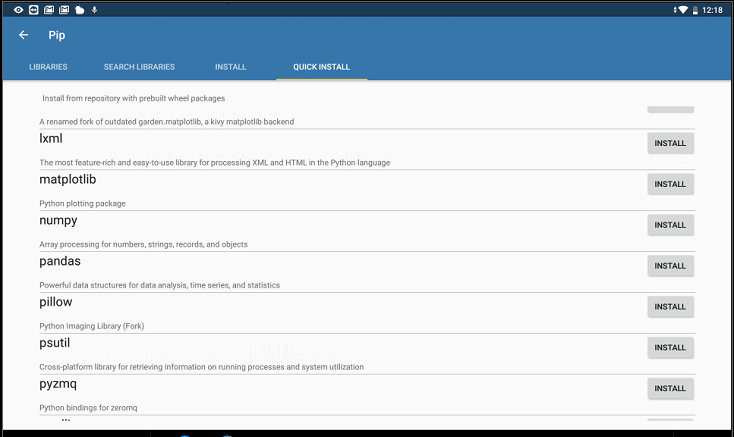 12:18
Pip
LIBRARIES SEARCH LIBRARIES INSTALL QUICK INSTALL
Install from repository with prebuilt wheel packages
A renamed fork of outdated garden.matplotlib, a kivy matplotlib backend
lxml INSTALL
The most feature-rich and easy-to-use library for processing XML and HTML in the Python language
matplotlib INSTALL
Python plotting package
numpy INSTALL
Array processing for numbers, strings, records, and objects
pandas INSTALL
Powerful data structures for data analysis, time series, and statistics
pillow INSTALL
Python Imaging Library (Fork)
psutil INSTALL
Cross-platform library for retrieving information on running processes and system utilization
pyzmq INSTALL
Python bindings for zeromq